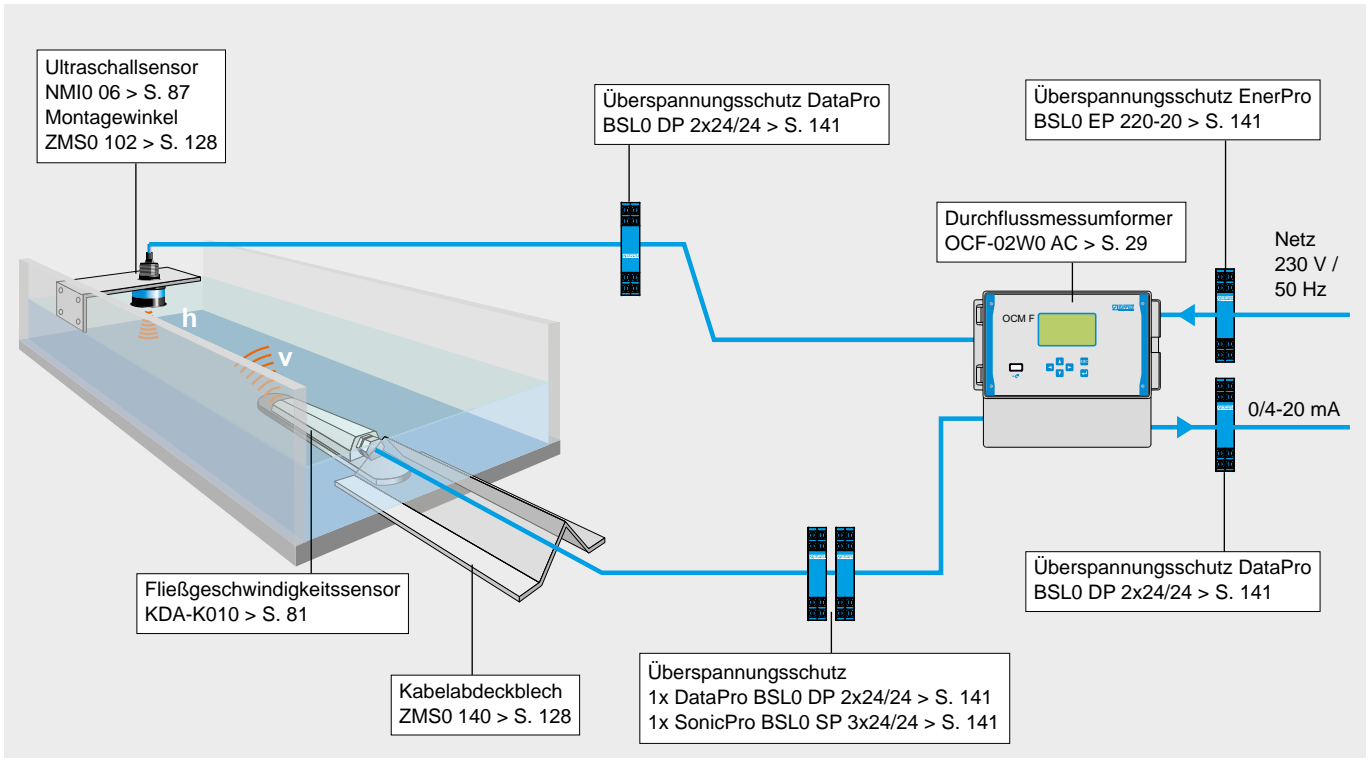 Ultraschallsensor
NMI0 06 > S. 87
Montagewinkel
ZMS0 102 > S. 128
Überspannungsschutz DataPro
BSL0 DP 2x24/24 > S. 141
Überspannungsschutz EnerPro
BSL0 EP 220-20 > S. 141
Durchflussmessumformer
OCF-02W0 AC > S. 29
Netz
230 V /
50 Hz
h
v
OCM F
0/4-20 mA
Fließgeschwindigkeitssensor
KDA-K010 > S. 81
Kabelabdeckblech
ZMS0 140 > S. 128
Überspannungsschutz
1x DataPro BSL0 DP 2x24/24 > S. 141
1x SonicPro BSL0 SP 3x24/24 > S. 141
Überspannungsschutz DataPro
BSL0 DP 2x24/24 > S. 141